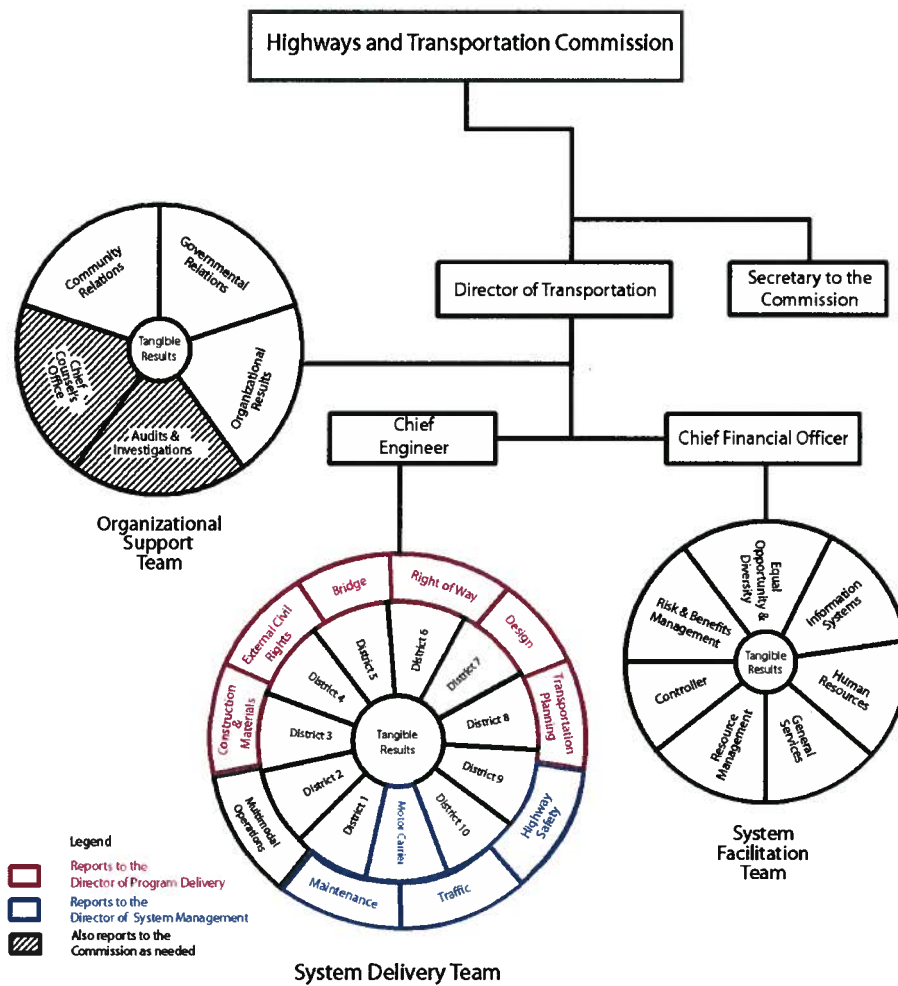 Highways and Transportation Commission
Director of Transportation
Secretary to the
Commission
Community
Relations
Governmental
Relations
Organizational
Results
Audits &
Investigations
Chief
Counsel's
Office
Tangible
Results
Organizational
Support
Team
Chief
Engineer
Chief Financial Officer
Bridge
Right of Way
Design
Transportation
Planning
Highway
Safety
Traffic
Maintenance
Multimodal
Operations
Construction
&
Materials
External Civil
Rights
District 1
District 2
District 3
District 4
District 5
District 6
District 7
District 8
District 9
District 10
Motor Carrier
Tangible
Results
System Delivery Team
Equal
Opportunity &
Diversity
Information
Systems
Human
Resources
General
Services
Resource
Management
Controller
Risk & Benefits
Management
Tangible
Results
System
Facilitation
Team
Legend
Reports to the
Director of Program Delivery
Reports to the
Director of System Management
Also reports to the
Commission as needed